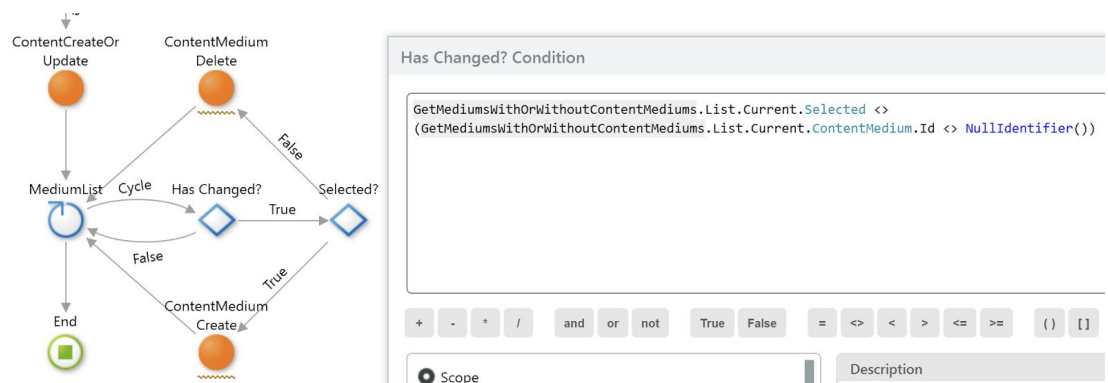 ContentCreateOr
Update
ContentMedium
Delete
False
MediumList
Cycle
Has Changed?
True
Selected?
False
True
ContentMedium
Create
End
Has Changed? Condition
GetMediumsWithOrWithoutContentMediums.List.Current.Selected <>
(GetMediumsWithOrWithoutContentMediums.List.Current.ContentMedium.Id <> NullIdentifier())
+ - * / and or not True False = <> < > <= >= ( ) [ ]
Scope
Description